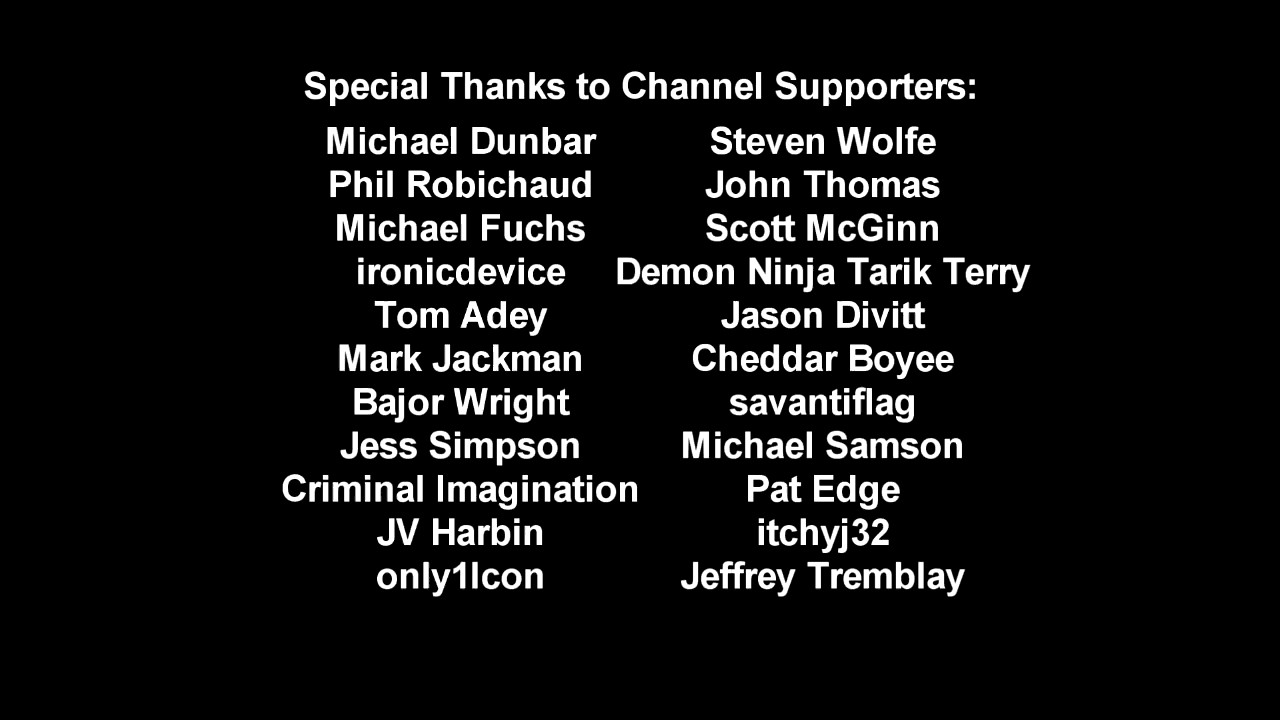 Special Thanks to Channel Supporters:
Michael Dunbar
Phil Robichaud
Michael Fuchs
ironicdevice
Tom Adey
Mark Jackman
Bajor Wright
Jess Simpson
Criminal Imagination
JV Harbin
only1Icon
Steven Wolfe
John Thomas
Scott McGinn
Demon Ninja Tarik Terry
Jason Divitt
Cheddar Boyee
savantiflag
Michael Samson
Pat Edge
itchyj32
Jeffrey Tremblay